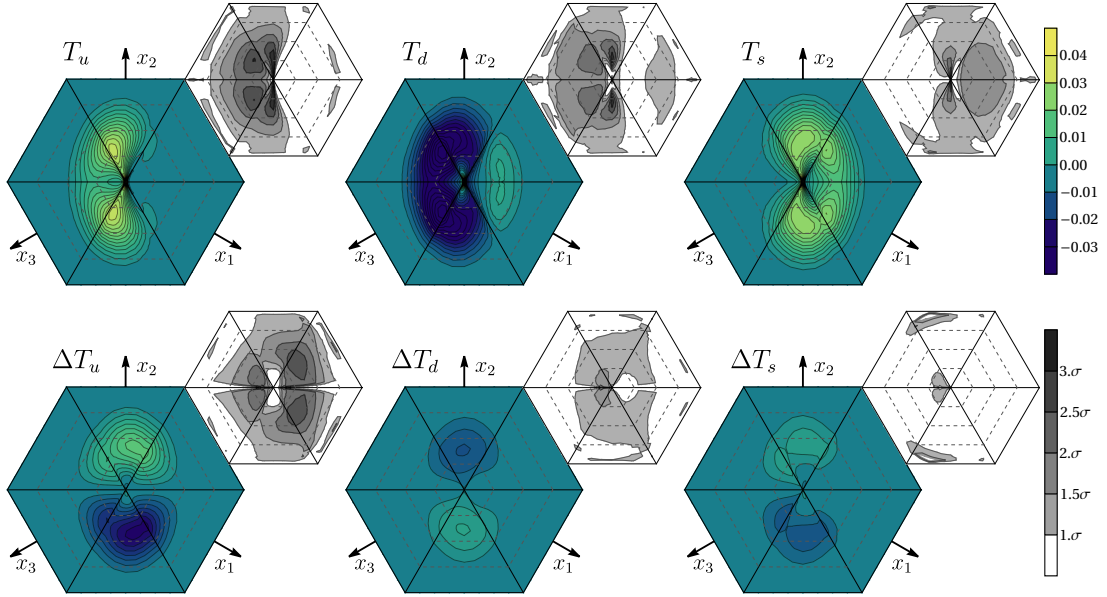 T_u x_2 T_d x_2 T_s x_2
x_3 x_1 x_3 x_1 x_3 x_1
0.04
0.03
0.02
0.01
0.00
−0.01
−0.02
−0.03
ΔT_u x_2 ΔT_d x_2 ΔT_s x_2
x_3 x_1 x_3 x_1 x_3 x_1
3.σ
2.5σ
2.σ
1.5σ
1.σ